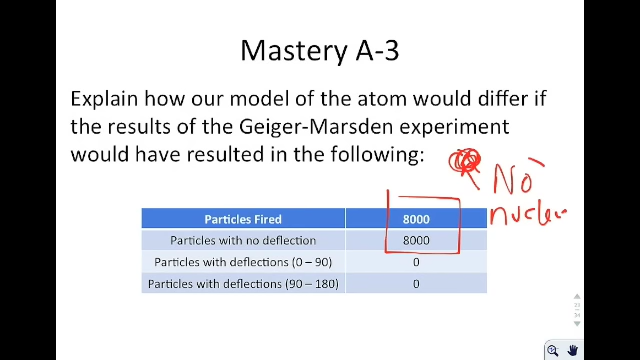 Mastery A-3
Explain how our model of the atom would differ if
the results of the Geiger-Marsden experiment
would have resulted in the following:
No
nucle
Particles Fired 8000
Particles with no deflection 8000
Particles with deflections (0 – 90) 0
Particles with deflections (90 – 180) 0